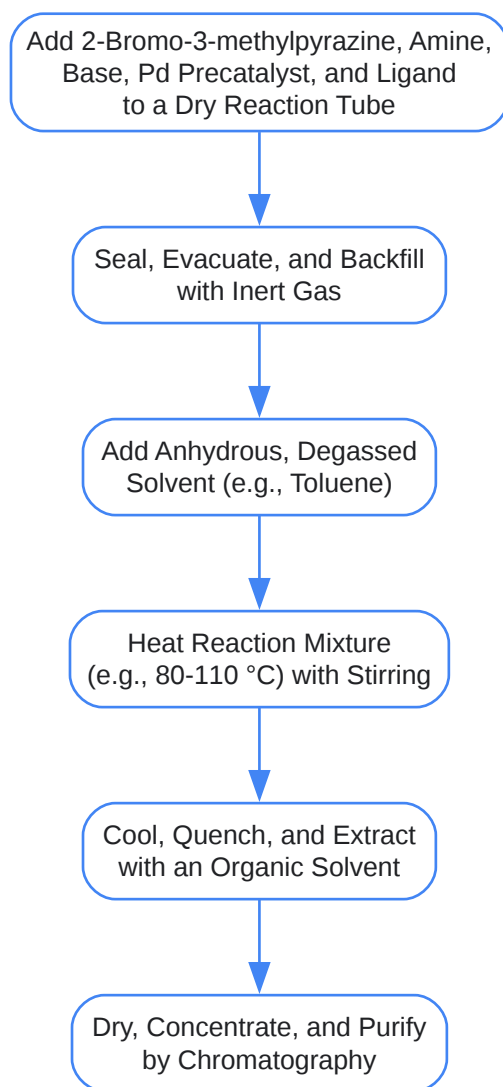 Add 2-Bromo-3-methylpyrazine, Amine,
Base, Pd Precatalyst, and Ligand
to a Dry Reaction Tube
Seal, Evacuate, and Backfill
with Inert Gas
Add Anhydrous, Degassed
Solvent (e.g., Toluene)
Heat Reaction Mixture
(e.g., 80-110 °C) with Stirring
Cool, Quench, and Extract
with an Organic Solvent
Dry, Concentrate, and Purify
by Chromatography